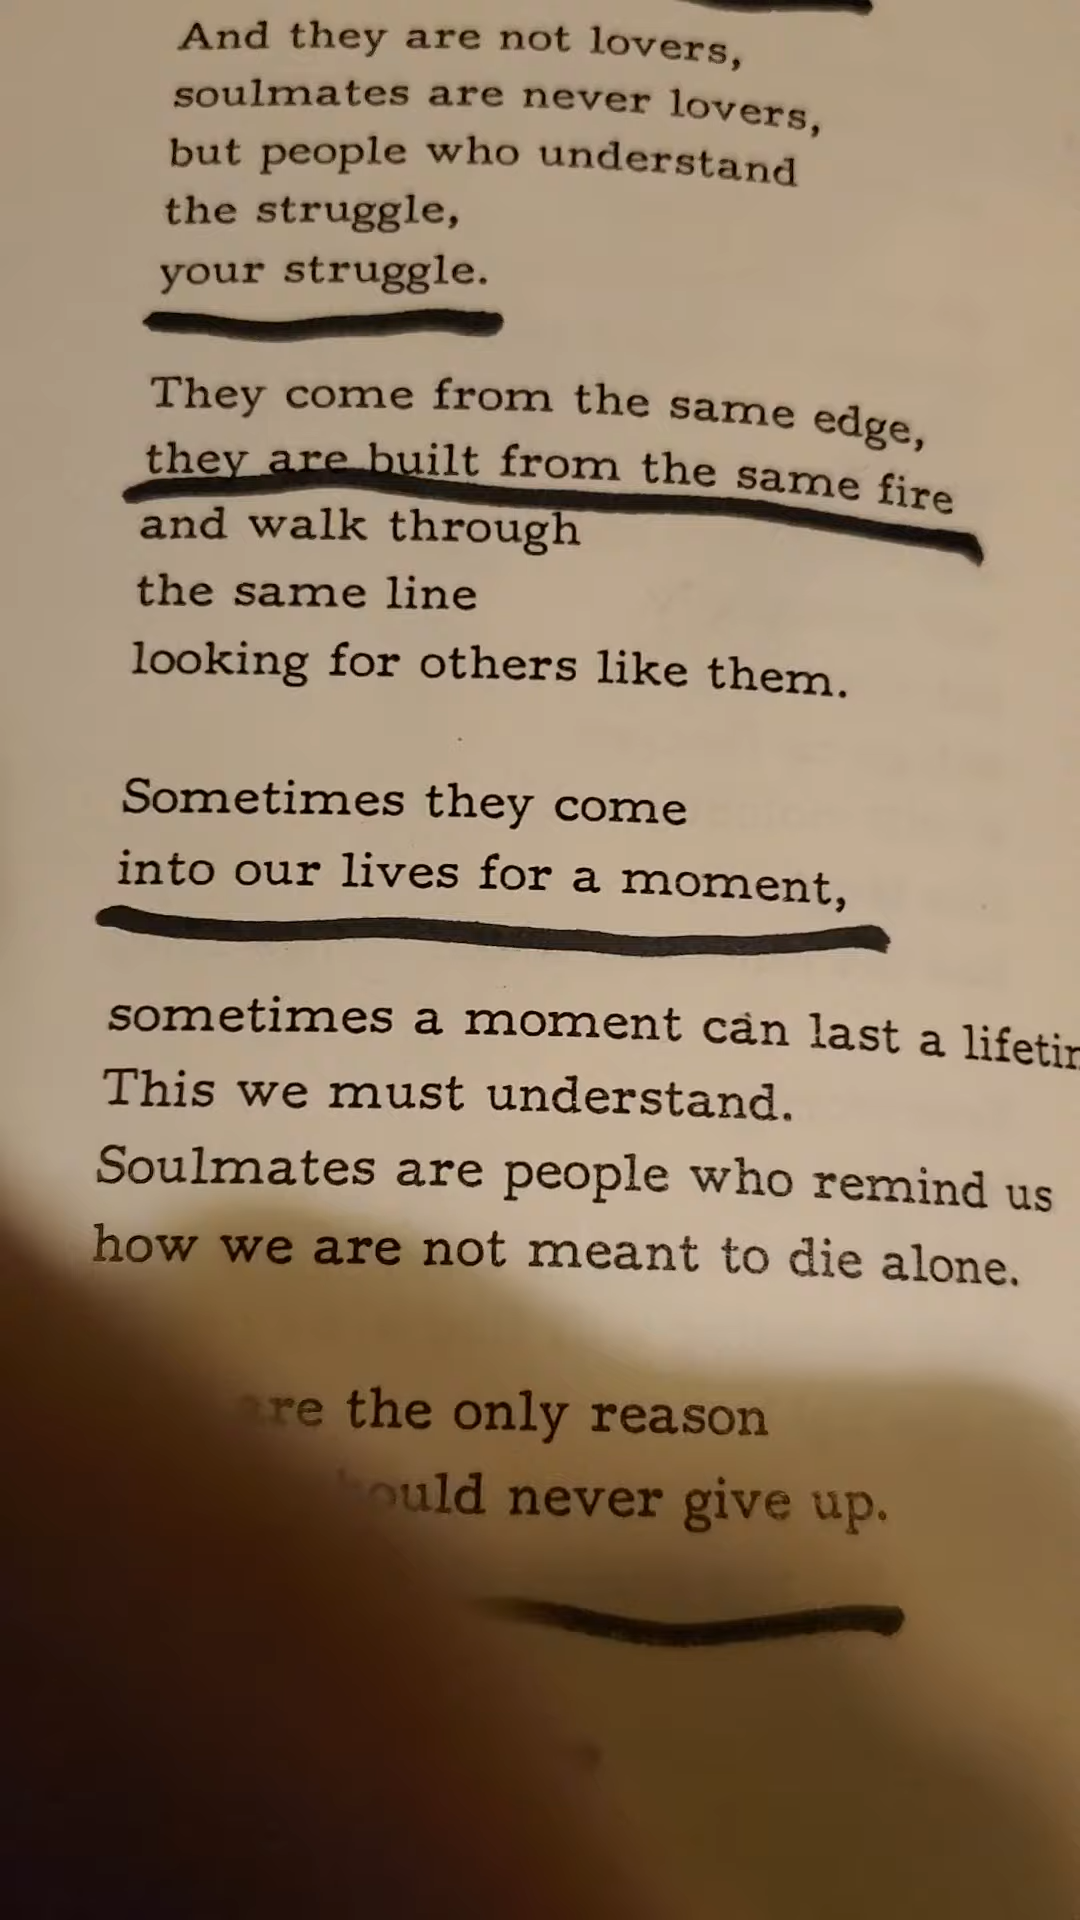 And they are not lovers,
soulmates are never lovers,
but people who understand
the struggle,
your struggle.
They come from the same edge,
they are built from the same fire
and walk through
the same line
looking for others like them.
Sometimes they come
into our lives for a moment,
sometimes a moment can last a
This we must understand.
Soulmates are people who remind us
how we are not meant to die alone.
the only reason
never give up.